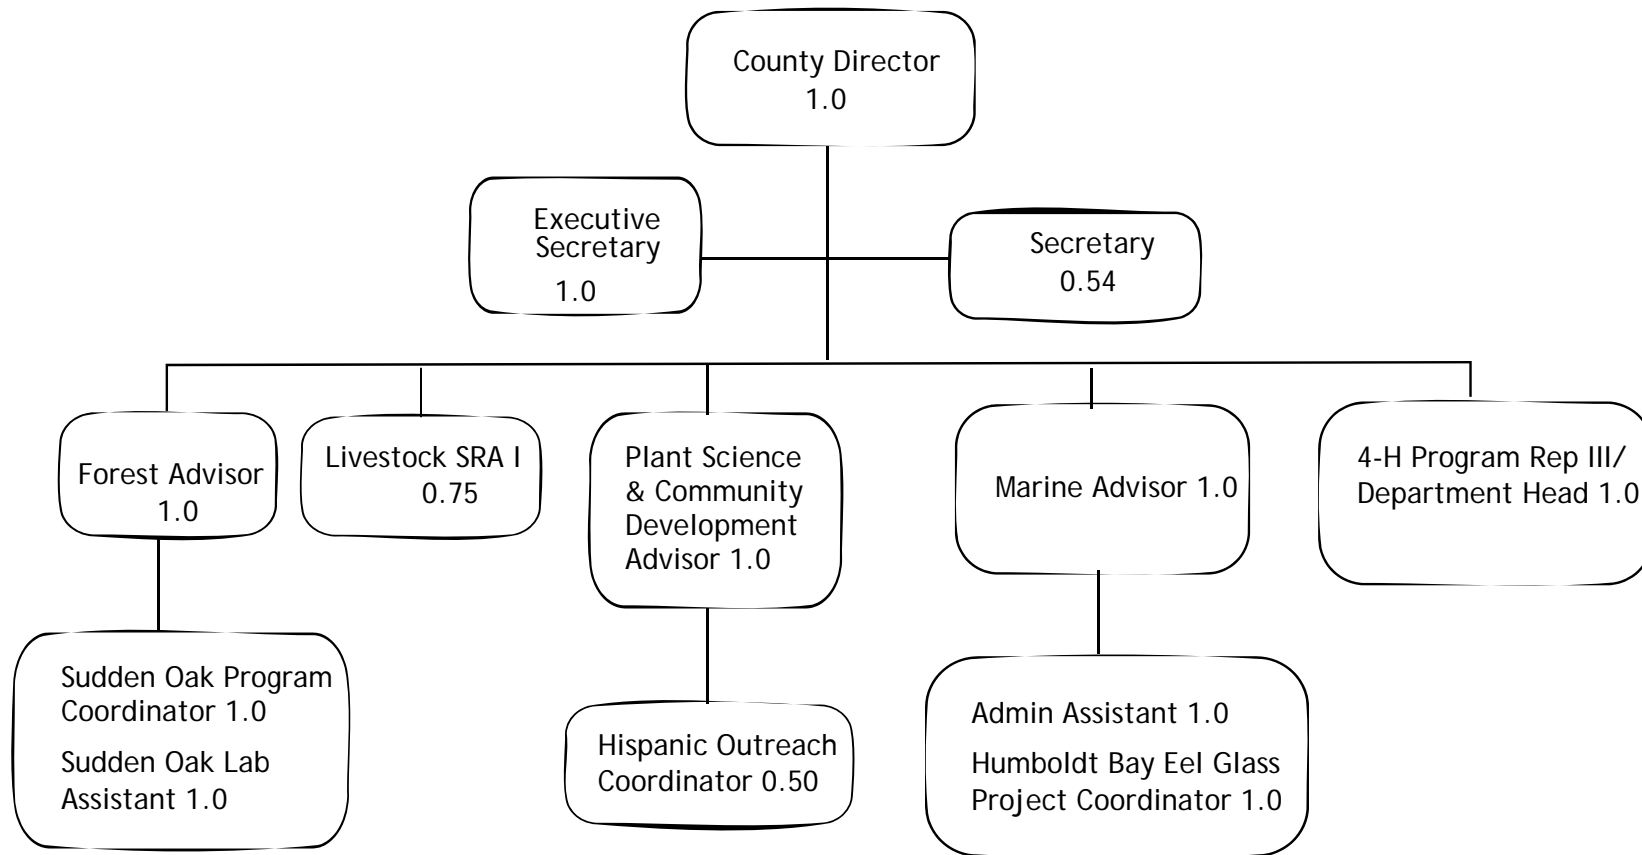 County Director
1.0
Executive
Secretary
1.0
Secretary
0.54
Forest Advisor
1.0
Livestock SRA I
0.75
Plant Science
& Community
Development
Advisor 1.0
Marine Advisor 1.0
4-H Program Rep III/
Department Head 1.0
Sudden Oak Program
Coordinator 1.0
Sudden Oak Lab
Assistant 1.0
Hispanic Outreach
Coordinator 0.50
Admin Assistant 1.0
Humboldt Bay Eel Glass
Project Coordinator 1.0